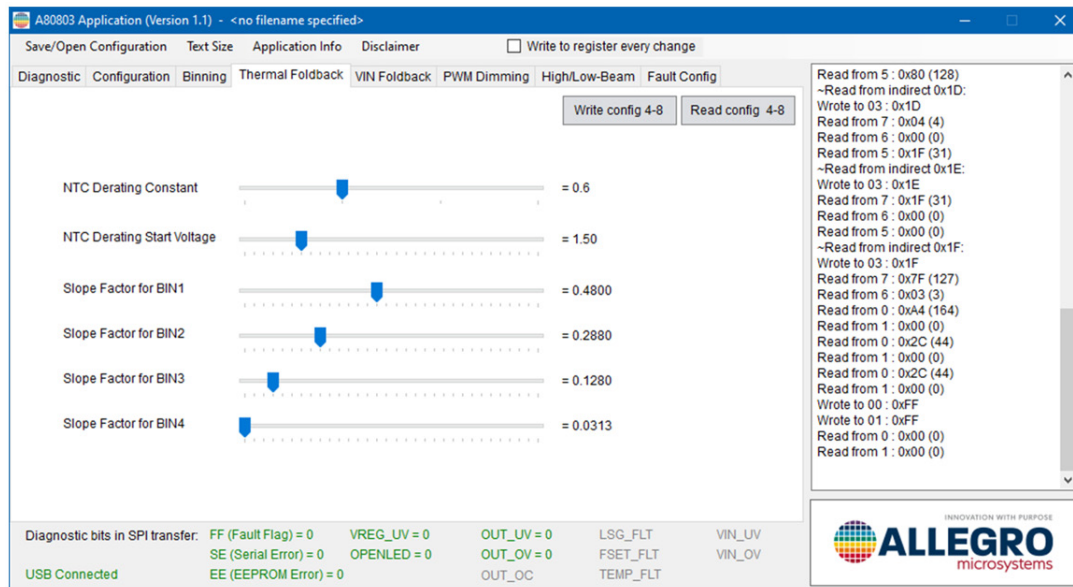 A80803 Application (Version 1.1) - <no filename specified>
Save/Open Configuration Text Size Application Info Disclaimer Write to register every change
Diagnostic Configuration Binning Thermal Foldback VIN Foldback PWM Dimming High/Low-Beam Fault Config
Write config 4-8 Read config 4-8
NTC Derating Constant = 0.6
NTC Derating Start Voltage = 1.50
Slope Factor for BIN1 = 0.4800
Slope Factor for BIN2 = 0.2880
Slope Factor for BIN3 = 0.1280
Slope Factor for BIN4 = 0.0313
Read from 5 : 0x80 (128)
~Read from indirect 0x1D:
Wrote to 03 : 0x1D
Read from 7 : 0x04 (4)
Read from 6 : 0x00 (0)
Read from 5 : 0x1F (31)
~Read from indirect 0x1E:
Wrote to 03 : 0x1E
Read from 7 : 0x1F (31)
Read from 6 : 0x00 (0)
Read from 5 : 0x00 (0)
~Read from indirect 0x1F:
Wrote to 03 : 0x1F
Read from 7 : 0x7F (127)
Read from 6 : 0x03 (3)
Read from 0 : 0xA4 (164)
Read from 1 : 0x00 (0)
Read from 0 : 0x2C (44)
Read from 1 : 0x00 (0)
Read from 0 : 0x2C (44)
Read from 1 : 0x00 (0)
Wrote to 00 : 0xFF
Wrote to 01 : 0xFF
Read from 0 : 0x00 (0)
Read from 1 : 0x00 (0)
Diagnostic bits in SPI transfer: FF (Fault Flag) = 0 VREG_UV = 0 OUT_UV = 0 LSG_FLT VIN_UV
SE (Serial Error) = 0 OPENLED = 0 OUT_OV = 0 FSET_FLT VIN_OV
USB Connected EE (EEPROM Error) = 0 OUT_OC TEMP_FLT
INNOVATION WITH PURPOSE
ALLEGRO
microsystems